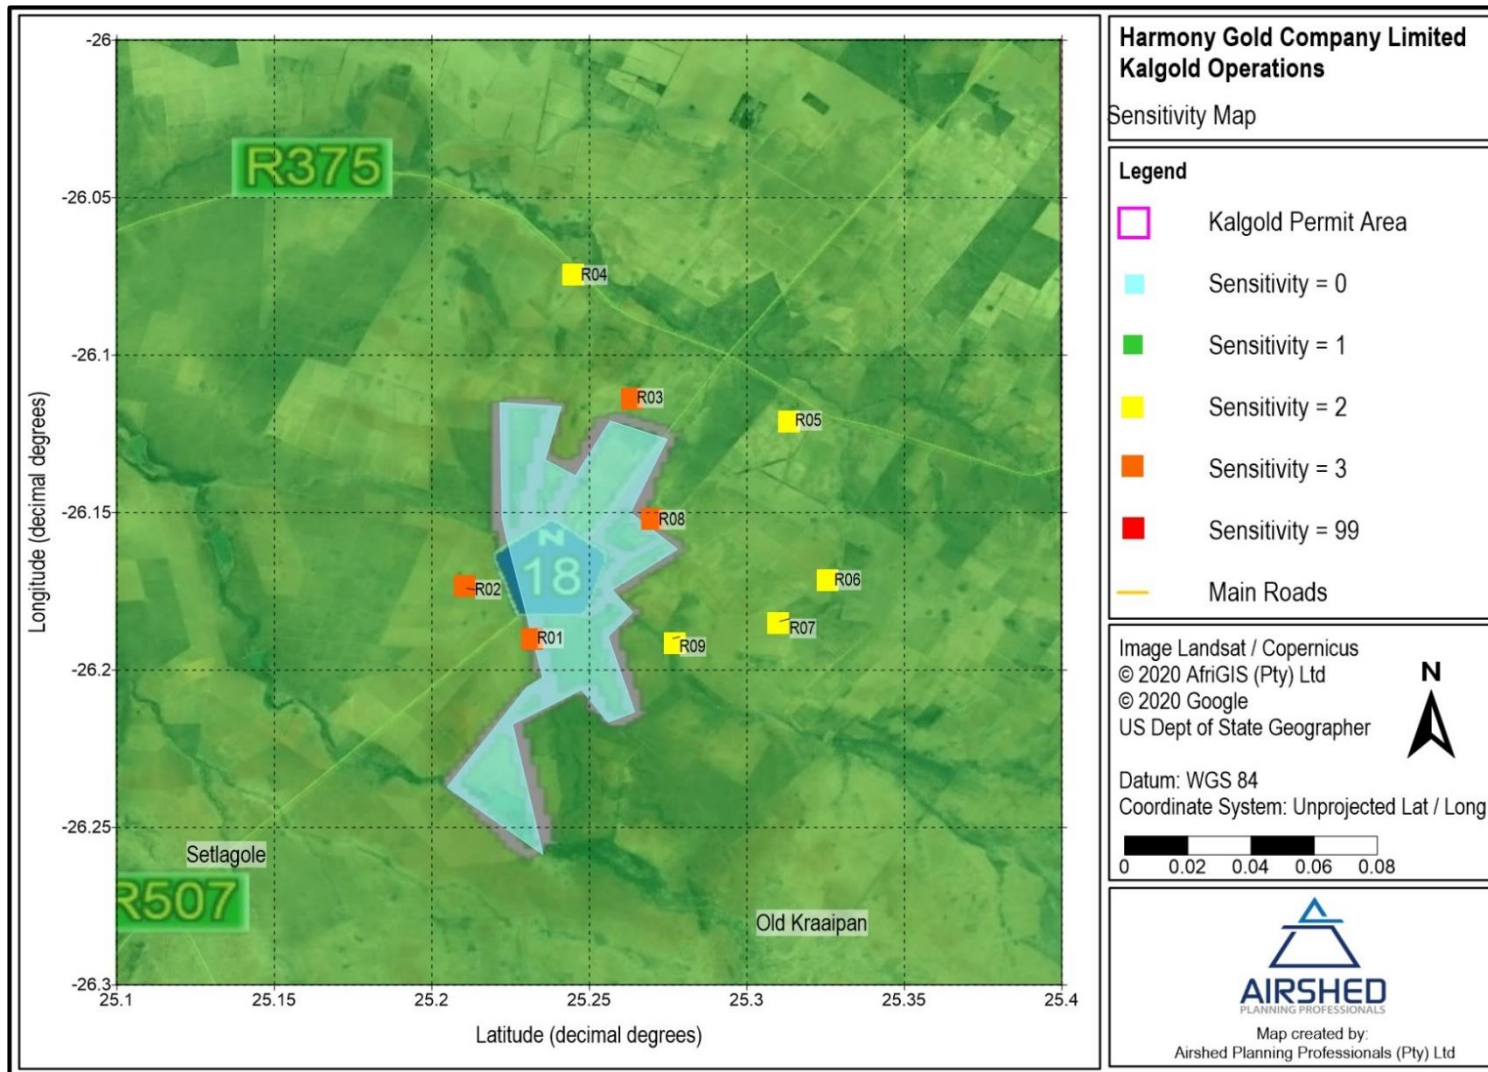 Harmony Gold Company Limited
Kalgold Operations
Sensitivity Map
Legend
Kalgold Permit Area
Sensitivity = 0
Sensitivity = 1
Sensitivity = 2
Sensitivity = 3
Sensitivity = 99
Main Roads
Image Landsat / Copernicus
© 2020 AfriGIS (Pty) Ltd
© 2020 Google
US Dept of State Geographer
N
Datum: WGS 84
Coordinate System: Unprojected Lat / Long
0 0.02 0.04 0.06 0.08
AIRSHED
PLANNING PROFESSIONALS
Map created by:
Airshed Planning Professionals (Pty) Ltd
Longitude (decimal degrees)
-26
-26.05
-26.1
-26.15
-26.2
-26.25
-26.3
25.1 25.15 25.2 25.25 25.3 25.35 25.4
Latitude (decimal degrees)
R375
R04
R03
R05
R08
N
18
R02
R06
R07
R01
R09
Setlagole
R507
Old Kraaipan